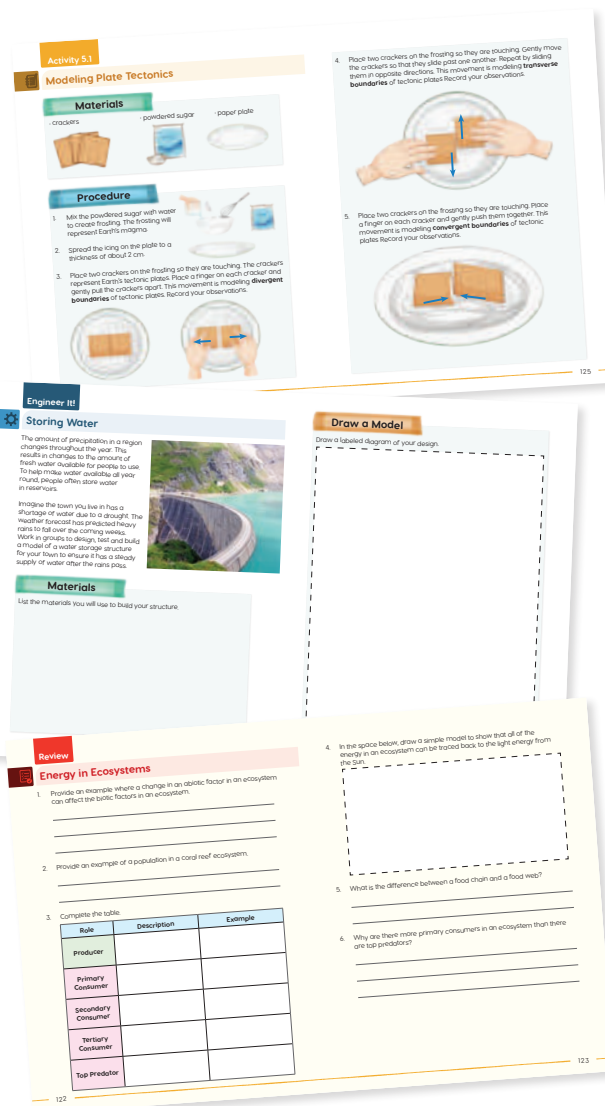 Activity 5.1
Modeling Plate Tectonics
Materials
- crackers
- powdered sugar
- paper plate
Procedure
1. Mix the powdered sugar with water
to create frosting. The frosting will
represent Earth's magma.
2. Spread the icing on the plate to a
thickness of about 2 cm.
3. Place two crackers on the frosting so they are touching. The crackers
represent Earth's tectonic plates. Place a finger on each cracker and
gently pull the crackers apart. This movement is modeling divergent
boundaries of tectonic plates. Record your observations.
4. Place two crackers on the frosting so they are touching. Gently move
the crackers so that they slide past one another. Repeat by sliding
them in opposite directions. This movement is modeling transverse
boundaries of tectonic plates Record your observations.
5. Place two crackers on the frosting so they are touching. Place
a finger on each cracker and gently push them together. This
movement is modeling convergent boundaries of tectonic
plates Record your observations.
125
Engineer It!
Storing Water
The amount of precipitation in a region
changes throughout the year. This
results in changes to the amount of
fresh water available for people to use.
To help make water available all year
round, people often store water
in reservoirs.
Imagine the town you live in has a
shortage of water due to a drought. The
weather forecast has predicted heavy
rains to fall over the coming weeks.
Work in groups to design, test and build
a model of a water storage structure
for your town to ensure it has a steady
supply of water after the rains pass.
Materials
List the materials you will use to build your structure.
Draw a Model
Draw a labeled diagram of your design.
Review
Energy in Ecosystems
1. Provide an example where a change in an abiotic factor in an ecosystem
can affect the biotic factors in an ecosystem.
2. Provide an example of a population in a coral reef ecosystem.
3. Complete the table.
Role Description Example
Producer
Primary
Consumer
Secondary
Consumer
Tertiary
Consumer
Top Predator
122
4. In the space below, draw a simple model to show that all of the
energy in an ecosystem can be traced back to the light energy from
the Sun.
5. What is the difference between a food chain and a food web?
6. Why are there more primary consumers in an ecosystem than there
are top predators?
123